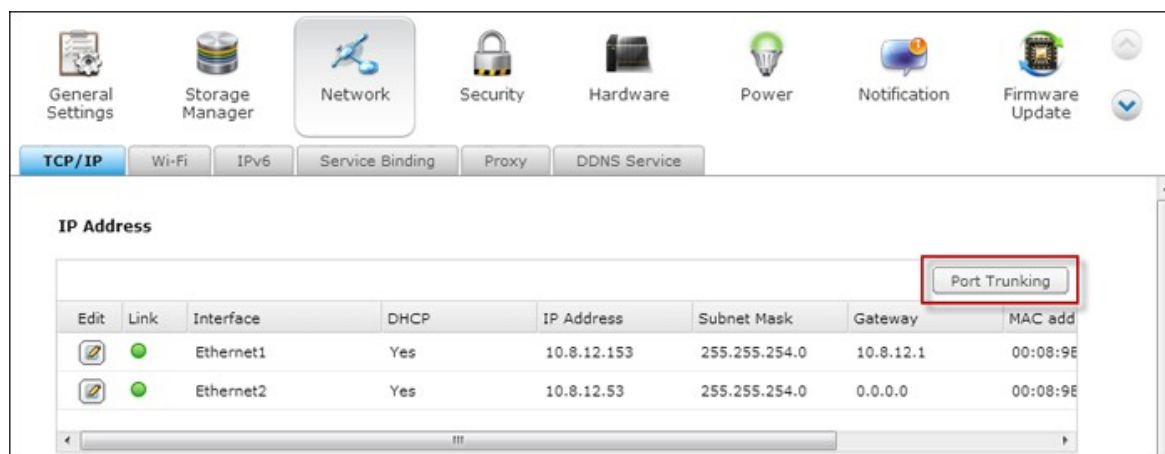 General Settings
Storage Manager
Network
Security
Hardware
Power
Notification
Firmware Update
TCP/IP Wi-Fi IPv6 Service Binding Proxy DDNS Service
IP Address
Port Trunking
Edit Link Interface DHCP IP Address Subnet Mask Gateway MAC add
Ethernet1 Yes 10.8.12.153 255.255.254.0 10.8.12.1 00:08:9E
Ethernet2 Yes 10.8.12.53 255.255.254.0 0.0.0.0 00:08:9E